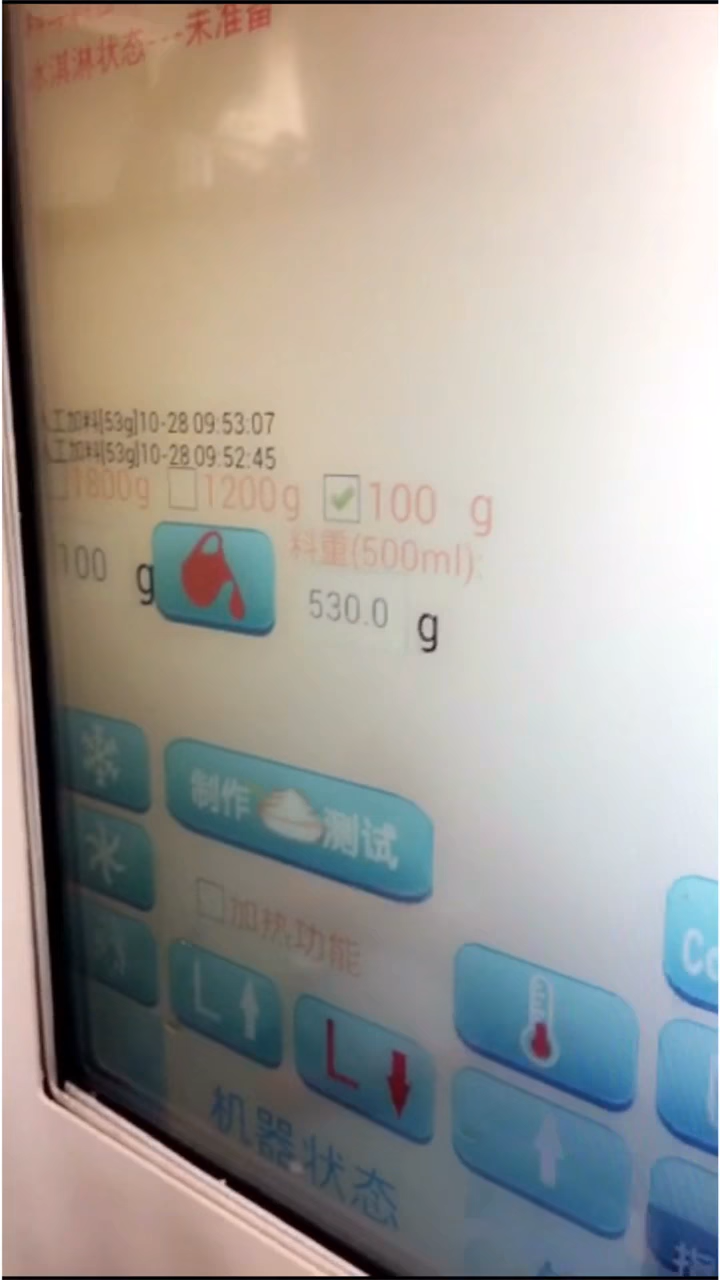 冰淇淋状态---未准备
人工加料[53g]10-28 09:53:07
人工加料[53g]10-28 09:52:45
1800g 1200g 100 g
料重(500ml):
100 g 530.0 g
制作 测试
加热功能
L L
机器状态